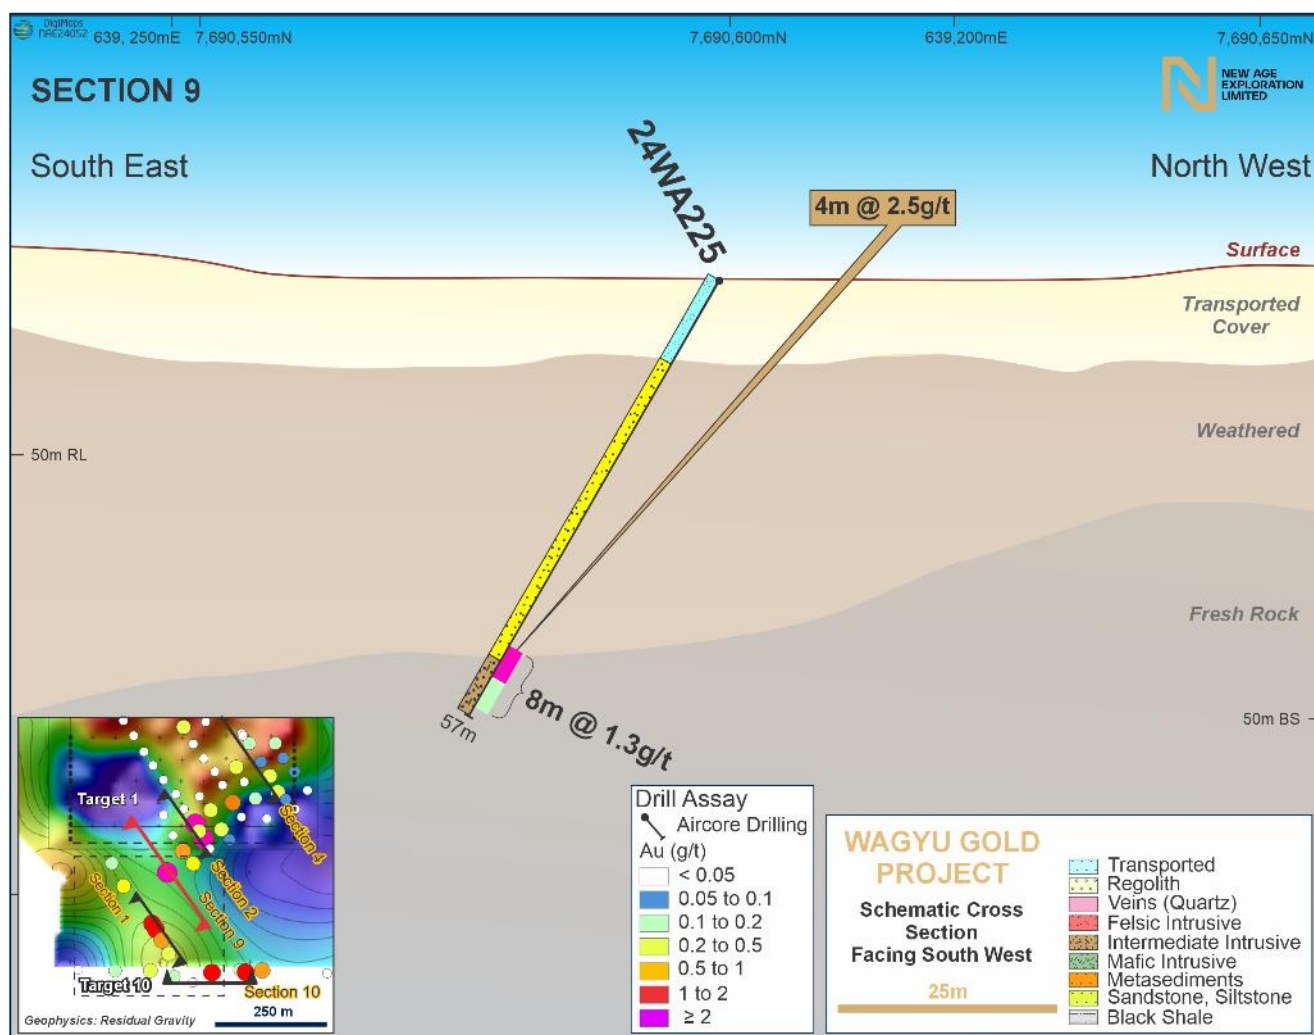 DigiMaps
NAE24052
639, 250mE
7,690,550mN
7,690,600mN
639,200mE
7,690,650mN
SECTION 9
NEW AGE
EXPLORATION
LIMITED
South East
North West
24WA225
4m @ 2.5g/t
Surface
Transported
Cover
Weathered
50m RL
Fresh Rock
8m @ 1.3g/t
57m
50m BS
Target 1
Section 4
Section 2
Section 1
Section 9
Target 10
Section 10
Geophysics: Residual Gravity
250 m
Drill Assay
Aircore Drilling
Au (g/t)
< 0.05
0.05 to 0.1
0.1 to 0.2
0.2 to 0.5
0.5 to 1
1 to 2
≥ 2
WAGYU GOLD
PROJECT
Schematic Cross
Section
Facing South West
25m
Transported
Regolith
Veins (Quartz)
Felsic Intrusive
Intermediate Intrusive
Mafic Intrusive
Metasediments
Sandstone, Siltstone
Black Shale